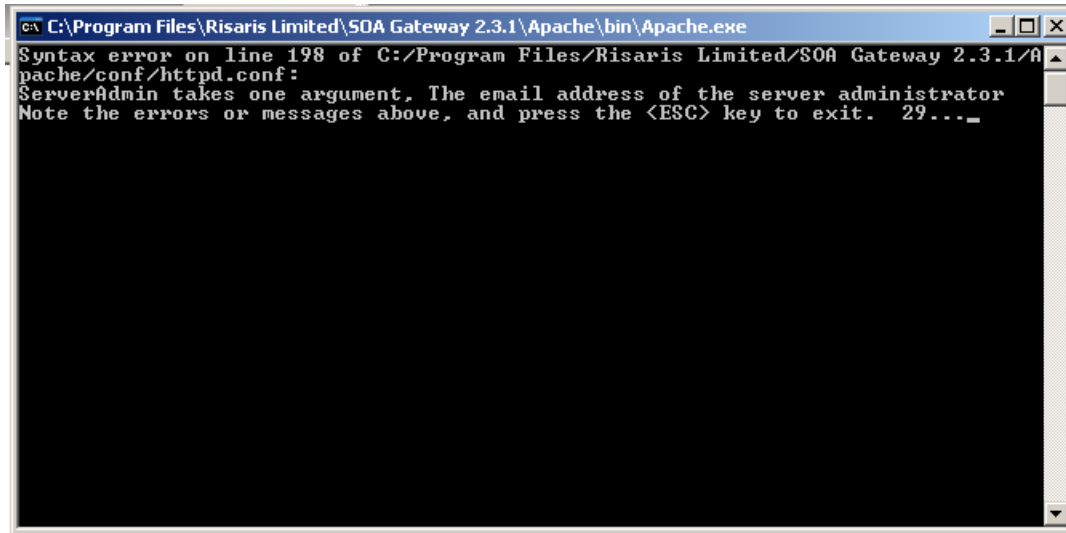 C:\Program Files\Risaris Limited\SOA Gateway 2.3.1\Apache\bin\Apache.exe
Syntax error on line 198 of C:/Program Files/Risaris Limited/SOA Gateway 2.3.1/A
pache/conf/httpd.conf:
ServerAdmin takes one argument, The email address of the server administrator
Note the errors or messages above, and press the <ESC> key to exit.  29..._